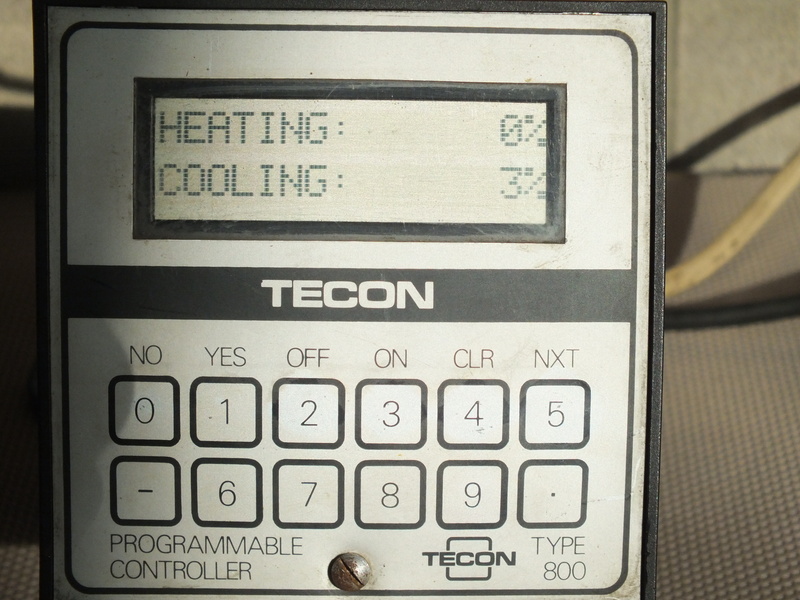 HEATING: 0%
COOLING: 3%
TECON
NO YES OFF ON CLR NXT
0 1 2 3 4 5
- 6 7 8 9 .
PROGRAMMABLE TECON TYPE
CONTROLLER 800